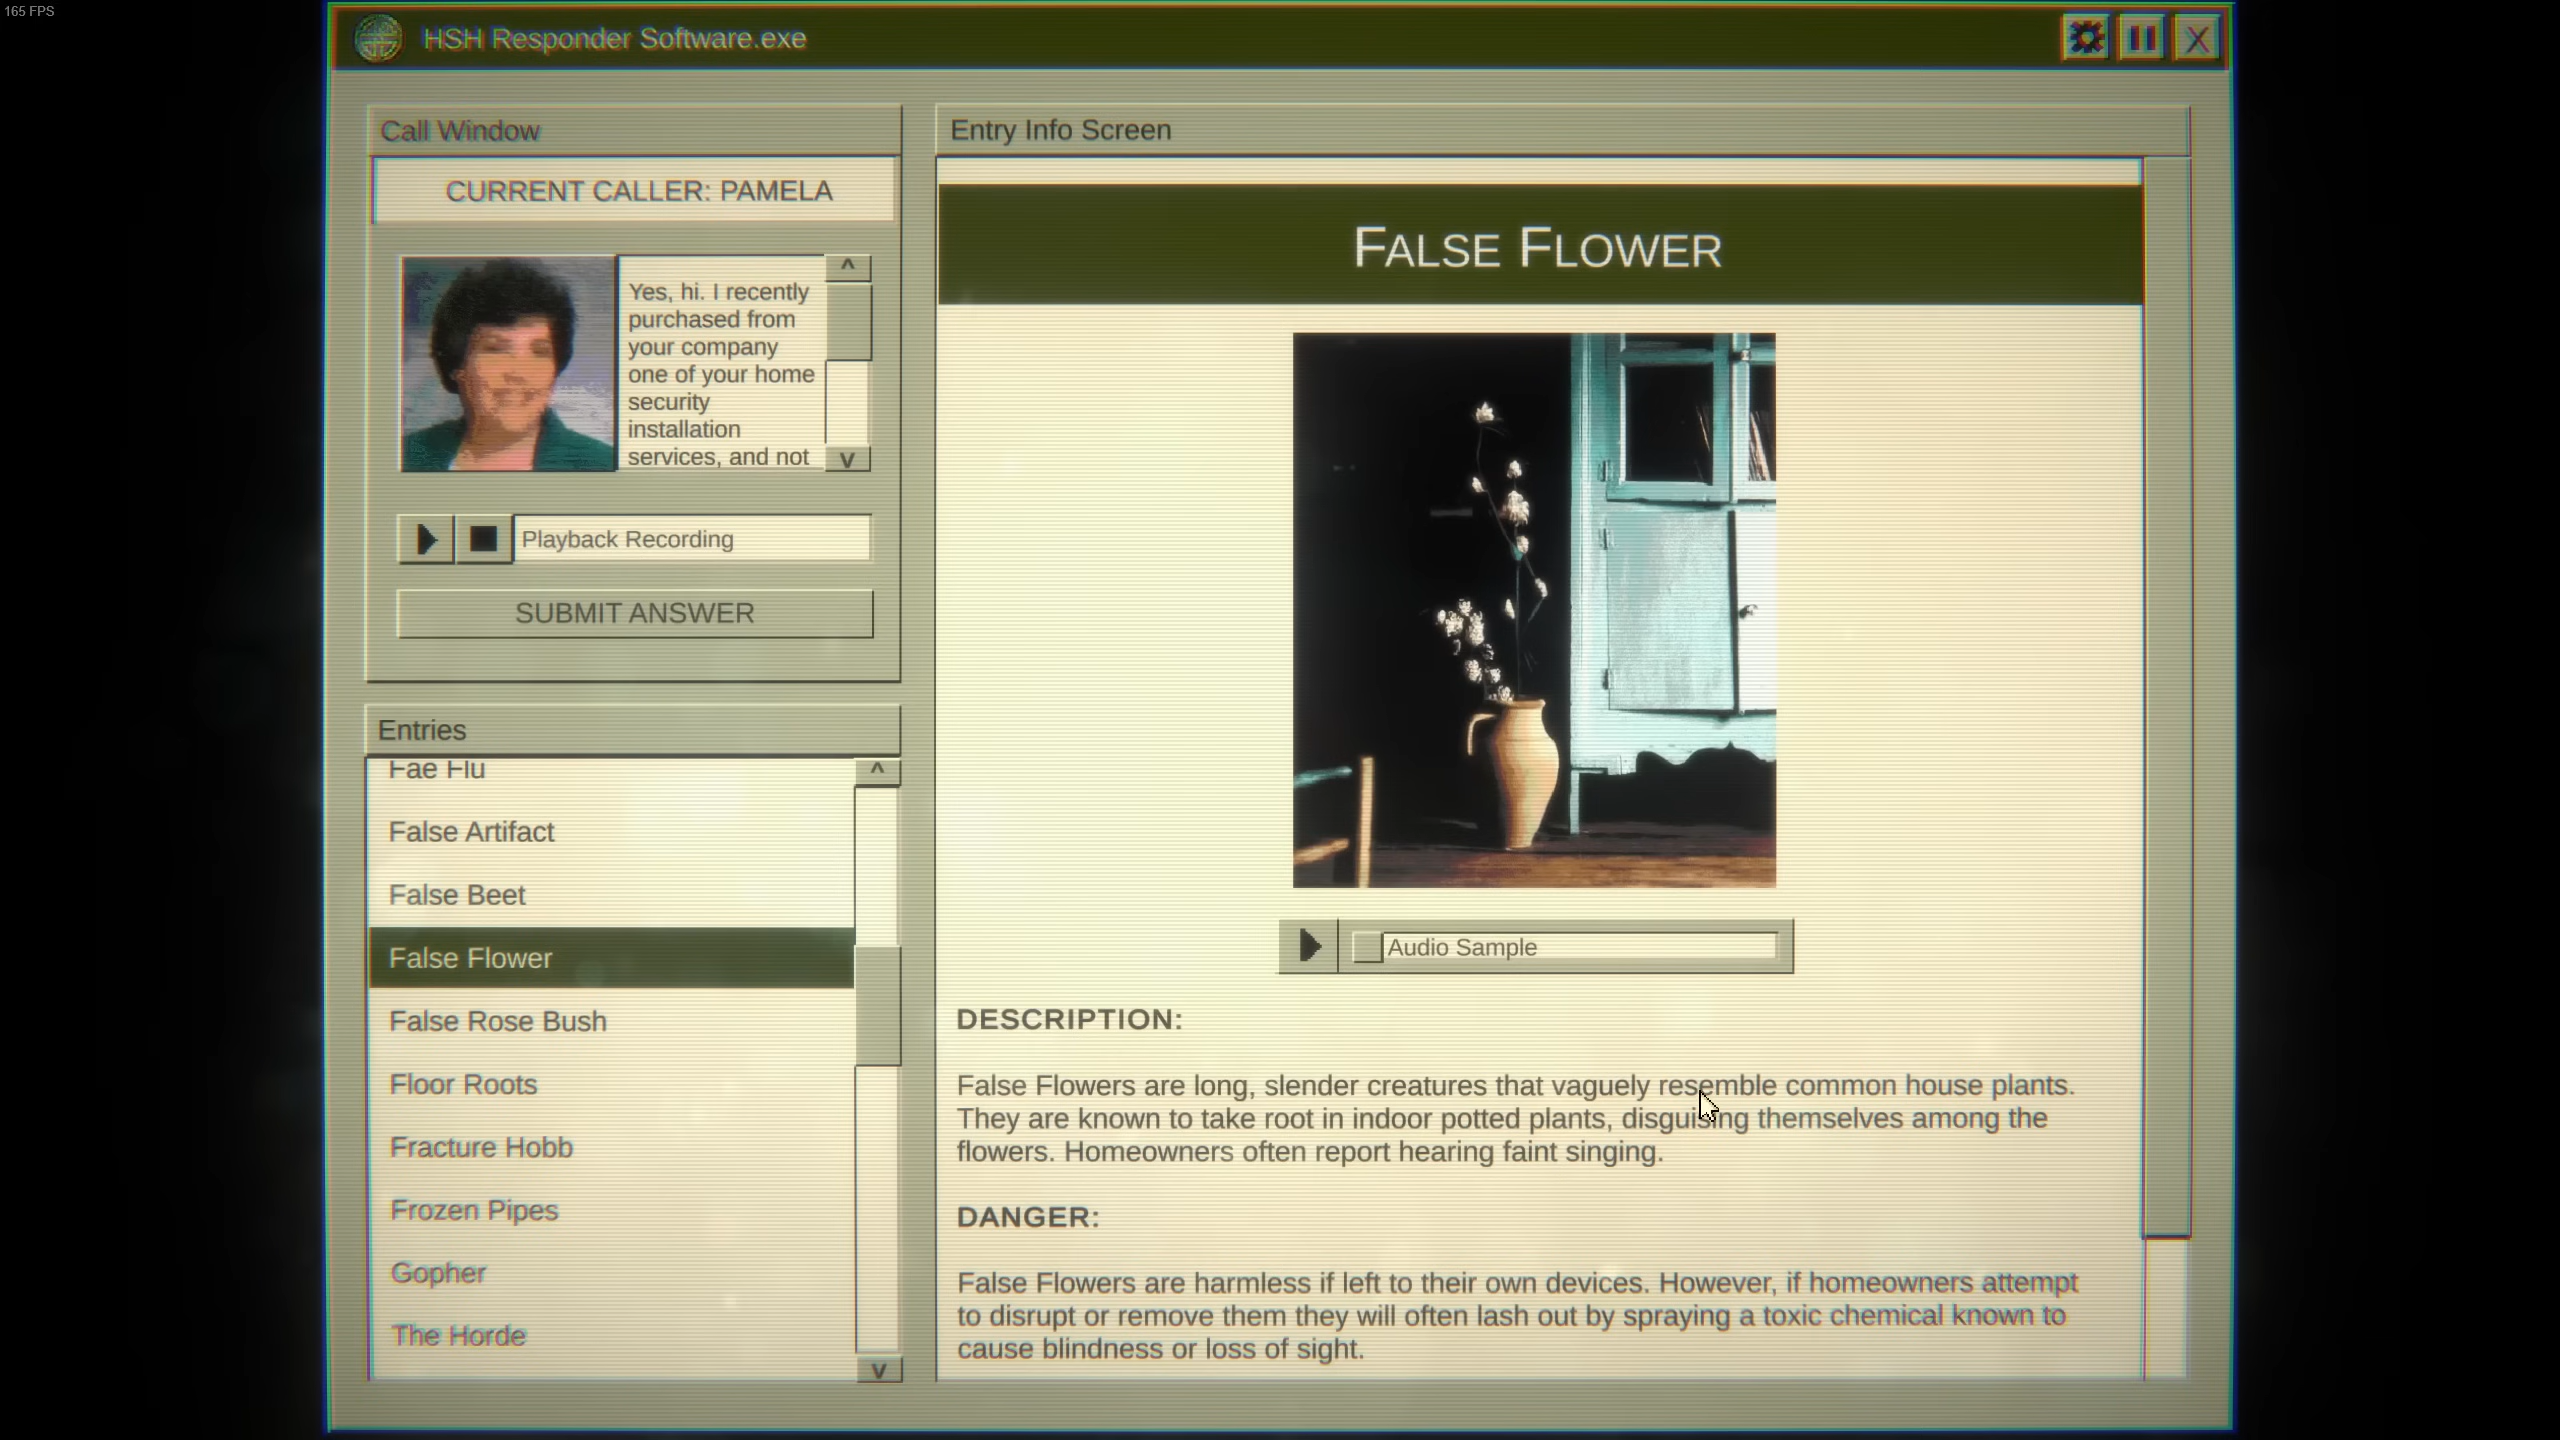 165 FPS
HSH Responder Software.exe
X
Call Window
CURRENT CALLER: PAMELA
Yes, hi. I recently
purchased from
your company
one of your home
security
installation
services, and not
Playback Recording
SUBMIT ANSWER
Entries
Fae Flu
False Artifact
False Beet
False Flower
False Rose Bush
Floor Roots
Fracture Hobb
Frozen Pipes
Gopher
The Horde
Entry Info Screen
FALSE FLOWER
Audio Sample
DESCRIPTION:
False Flowers are long, slender creatures that vaguely resemble common house plants.
They are known to take root in indoor potted plants, disguising themselves among the
flowers. Homeowners often report hearing faint singing.
DANGER:
False Flowers are harmless if left to their own devices. However, if homeowners attempt
to disrupt or remove them they will often lash out by spraying a toxic chemical known to
cause blindness or loss of sight.